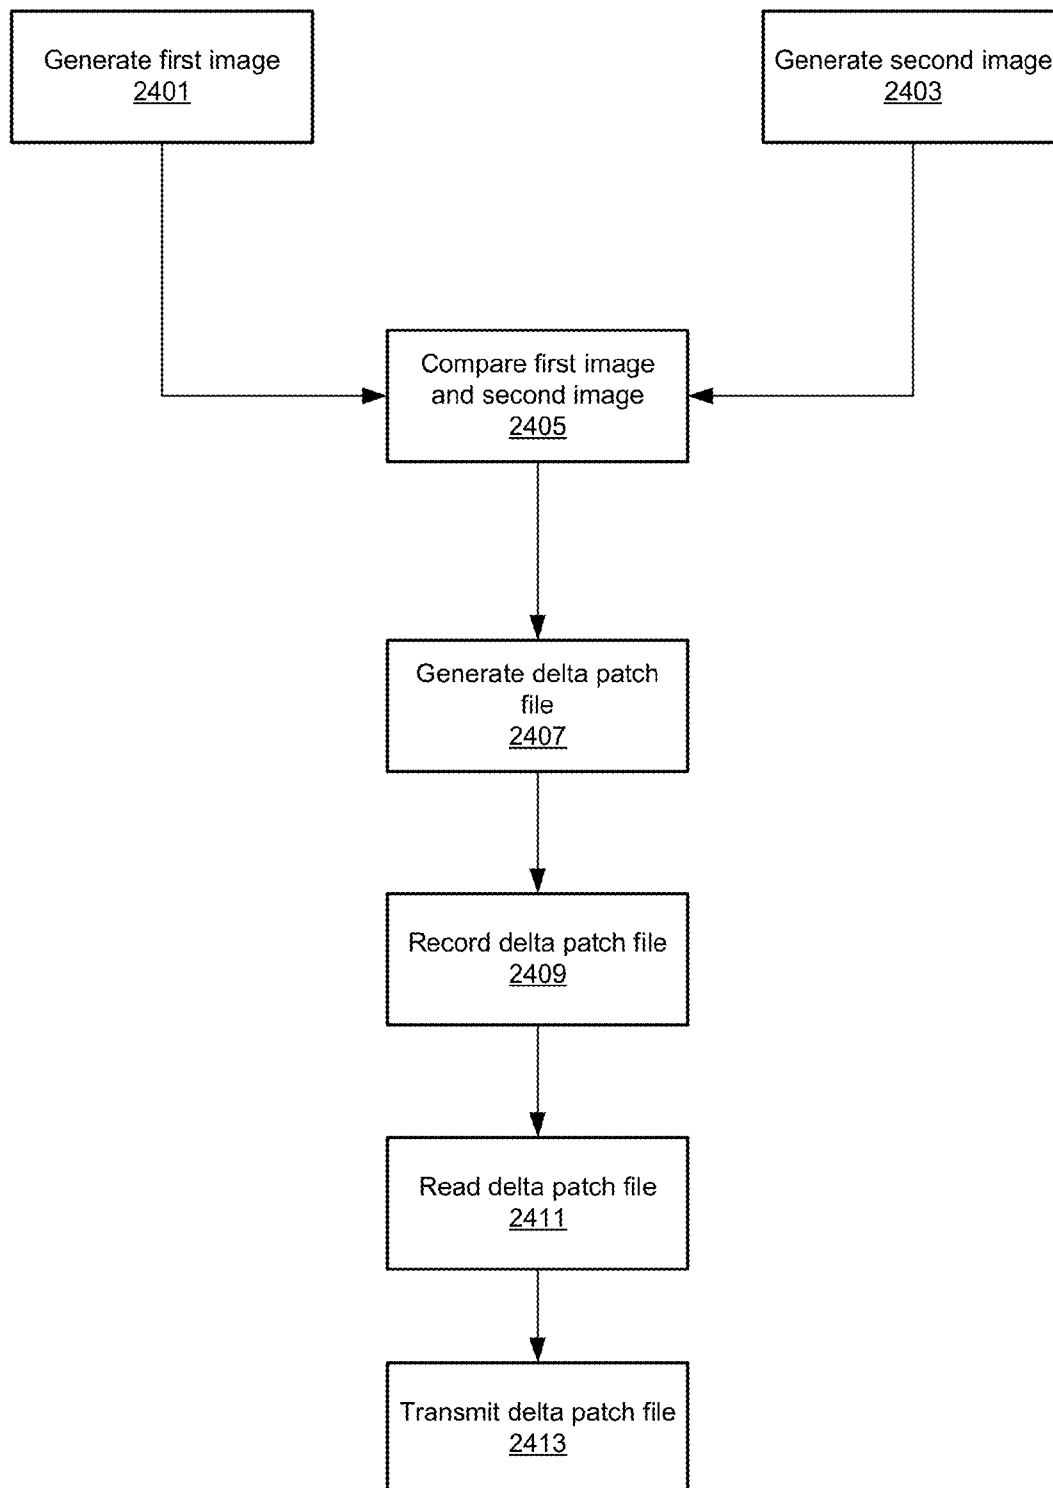 Generate first image
2401
Generate second image
2403
Compare first image
and second image
2405
Generate delta patch
file
2407
Record delta patch file
2409
Read delta patch file
2411
Transmit delta patch file
2413